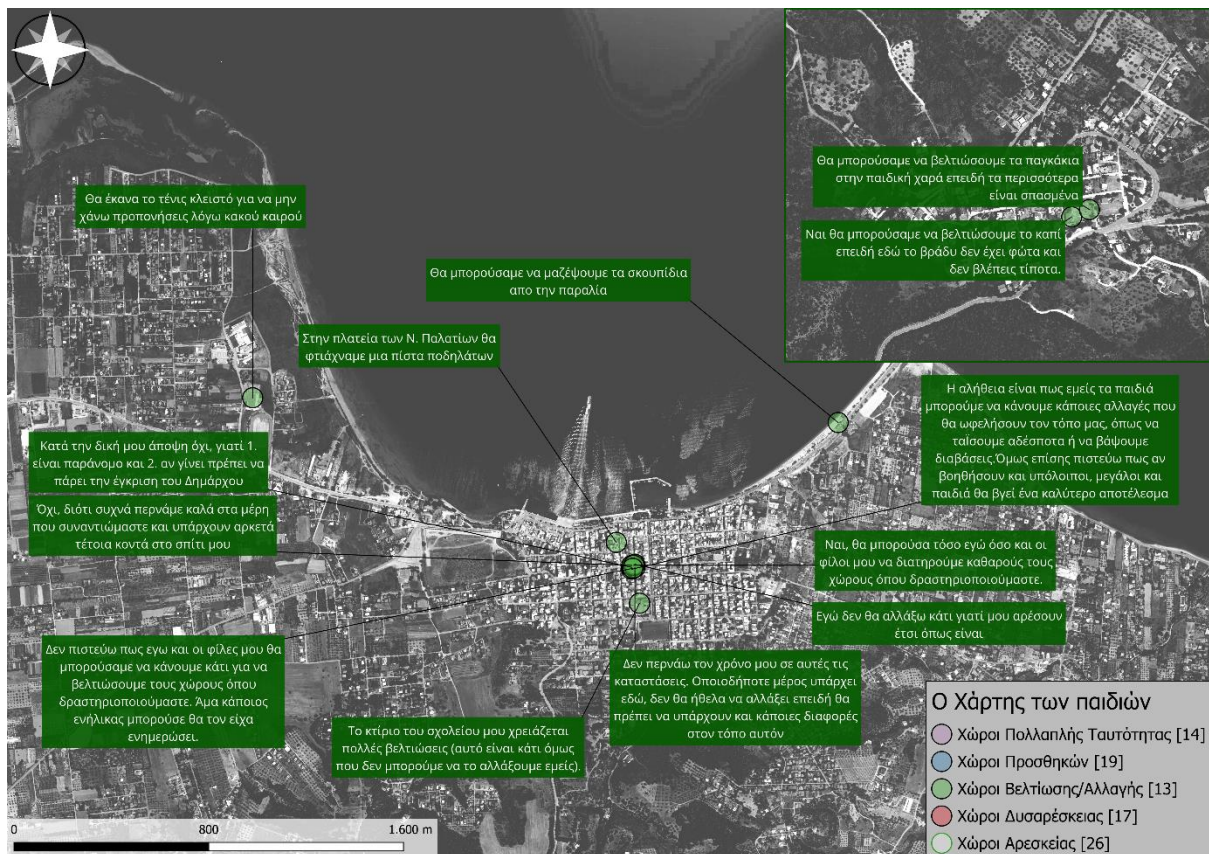 Θα μπορούσαμε να βελτιώσουμε τα παγκάκια
στην παιδική χαρά επειδή τα περισσότερα
είναι σπασμένα
Ναι θα μπορούσαμε να βελτιώσουμε το καπί
επειδή εδώ το βράδυ δεν έχει φώτα και
δεν βλέπεις τίποτα.
Θα έκανα το τένις κλειστό για να μην
χάνω προπονήσεις λόγω κακού καιρού
Θα μπορούσαμε να μαζέψουμε τα σκουπίδια
απο την παραλία
Στην πλατεία των Ν. Παλατίων θα
φτιάχναμε μια πίστα ποδηλάτων
Η αλήθεια είναι πως εμείς τα παιδιά
μπορούμε να κάνουμε κάποιες αλλαγές που
θα ωφελήσουν τον τόπο μας, όπως να
ταΐσουμε αδέσποτα ή να βάψουμε
διαβάσεις.Όμως επίσης πιστεύω πως αν
βοηθήσουν και υπόλοιποι, μεγάλοι και
παιδιά θα βγεί ένα καλύτερο αποτέλεσμα
Κατά την δική μου άποψη όχι, γιατί 1.
είναι παράνομο και 2. αν γίνει πρέπει να
πάρει την έγκριση του Δημάρχου
Όχι, διότι συχνά περνάμε καλά στα μέρη
που συναντιώμαστε και υπάρχουν αρκετά
τέτοια κοντά στο σπίτι μου
Ναι, θα μπορούσα τόσο εγώ όσο και οι
φίλοι μου να διατηρούμε καθαρούς τους
χώρους όπου δραστηριοποιούμαστε.
Εγώ δεν θα αλλάξω κάτι γιατί μου αρέσουν
έτσι όπως είναι
Δεν πιστεύω πως εγω και οι φίλες μου θα
μπορούσαμε να κάνουμε κάτι για να
βελτιώσουμε τους χώρους όπου
δραστηριοποιούμαστε. Άμα κάποιος
ενήλικας μπορούσε θα τον είχα
ενημερώσει.
Δεν περνάω τον χρόνο μου σε αυτές τις
καταστάσεις. Οποιοδήποτε μέρος υπάρχει
εδώ, δεν θα ήθελα να αλλάξει επειδή θα
πρέπει να υπάρχουν και κάποιες διαφορές
στον τόπο αυτόν
Το κτίριο του σχολείου μου χρειάζεται
πολλές βελτιώσεις (αυτό είναι κάτι όμως
που δεν μπορούμε να το αλλάξουμε εμείς).
Ο Χάρτης των παιδιών
Χώροι Πολλαπλής Ταυτότητας [14]
Χώροι Προσθηκών [19]
Χώροι Βελτίωσης/Αλλαγής [13]
Χώροι Δυσαρέσκειας [17]
Χώροι Αρεσκείας [26]
0 800 1.600 m